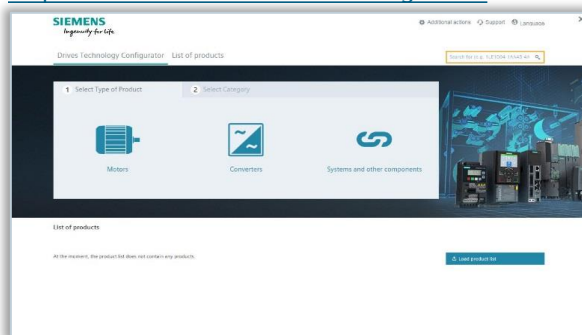 SIEMENS
Ingenuity for life
Additional actions Support Language
Drives Technology Configurator List of products
1 Select Type of Product 2 Select Category
Motors Converters Systems and other components
List of products
At the moment, the product list does not contain any products.
Load product list